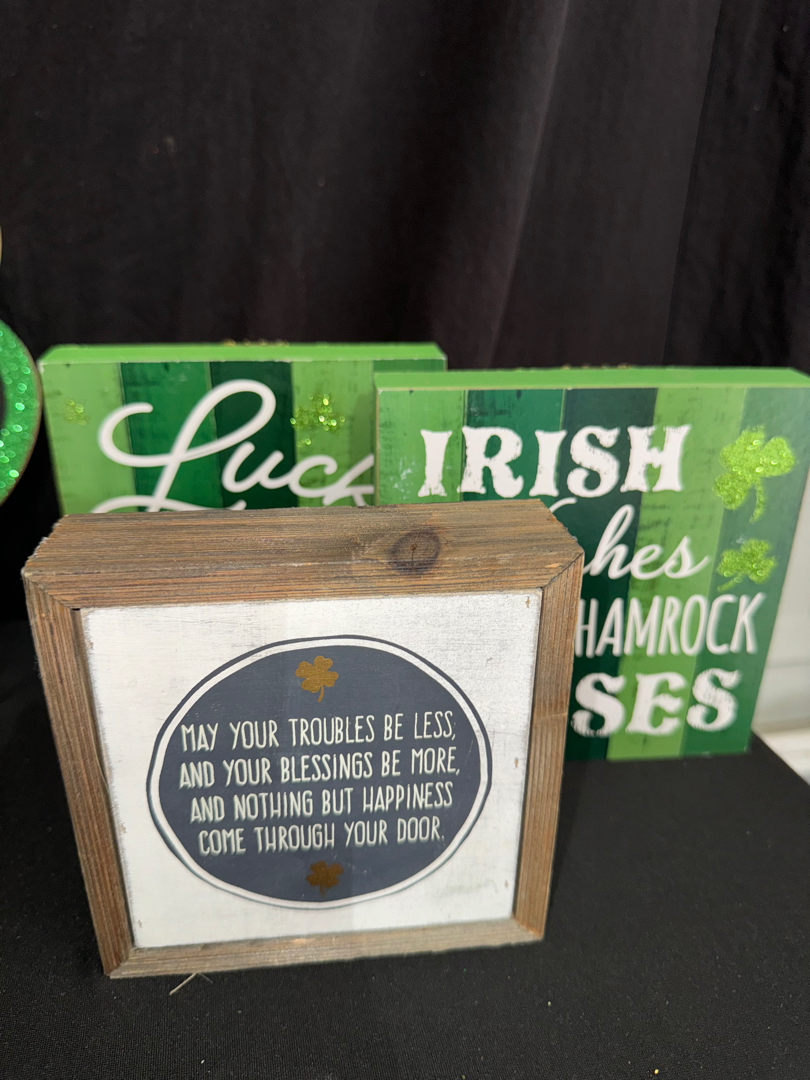 Luck
IRISH
hes
HAMROCK
SES
MAY YOUR TROUBLES BE LESS,
AND YOUR BLESSINGS BE MORE,
AND NOTHING BUT HAPPINESS
COME THROUGH YOUR DOOR.